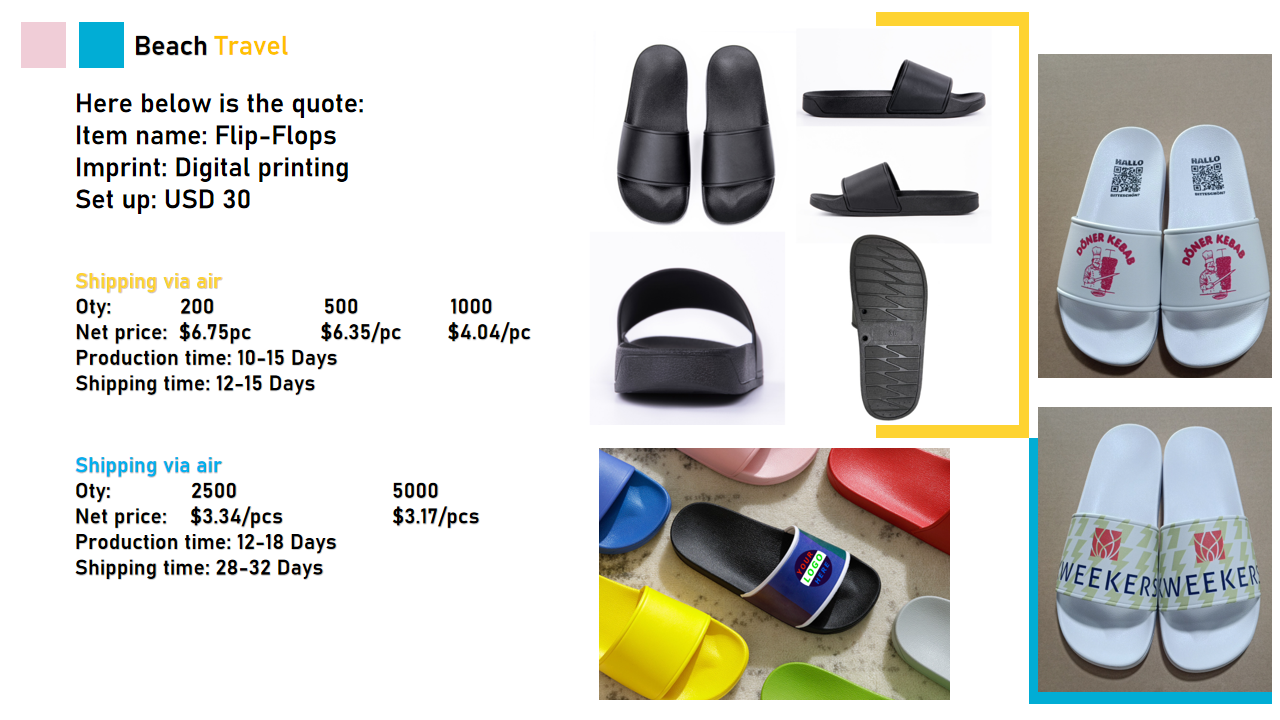 Beach Travel
Here below is the quote:
Item name: Flip-Flops
Imprint: Digital printing
Set up: USD 30
Shipping via air
Qty: 200 500 1000
Net price: $6.75pc $6.35/pc $4.04/pc
Production time: 10-15 Days
Shipping time: 12-15 Days
Shipping via air
Qty: 2500 5000
Net price: $3.34/pcs $3.17/pcs
Production time: 12-18 Days
Shipping time: 28-32 Days
YOUR
LOGO
HERE
HALLO
HALLO
DÖNER KEBAB
DÖNER KEBAB
WEEKERS
KWEEKERS